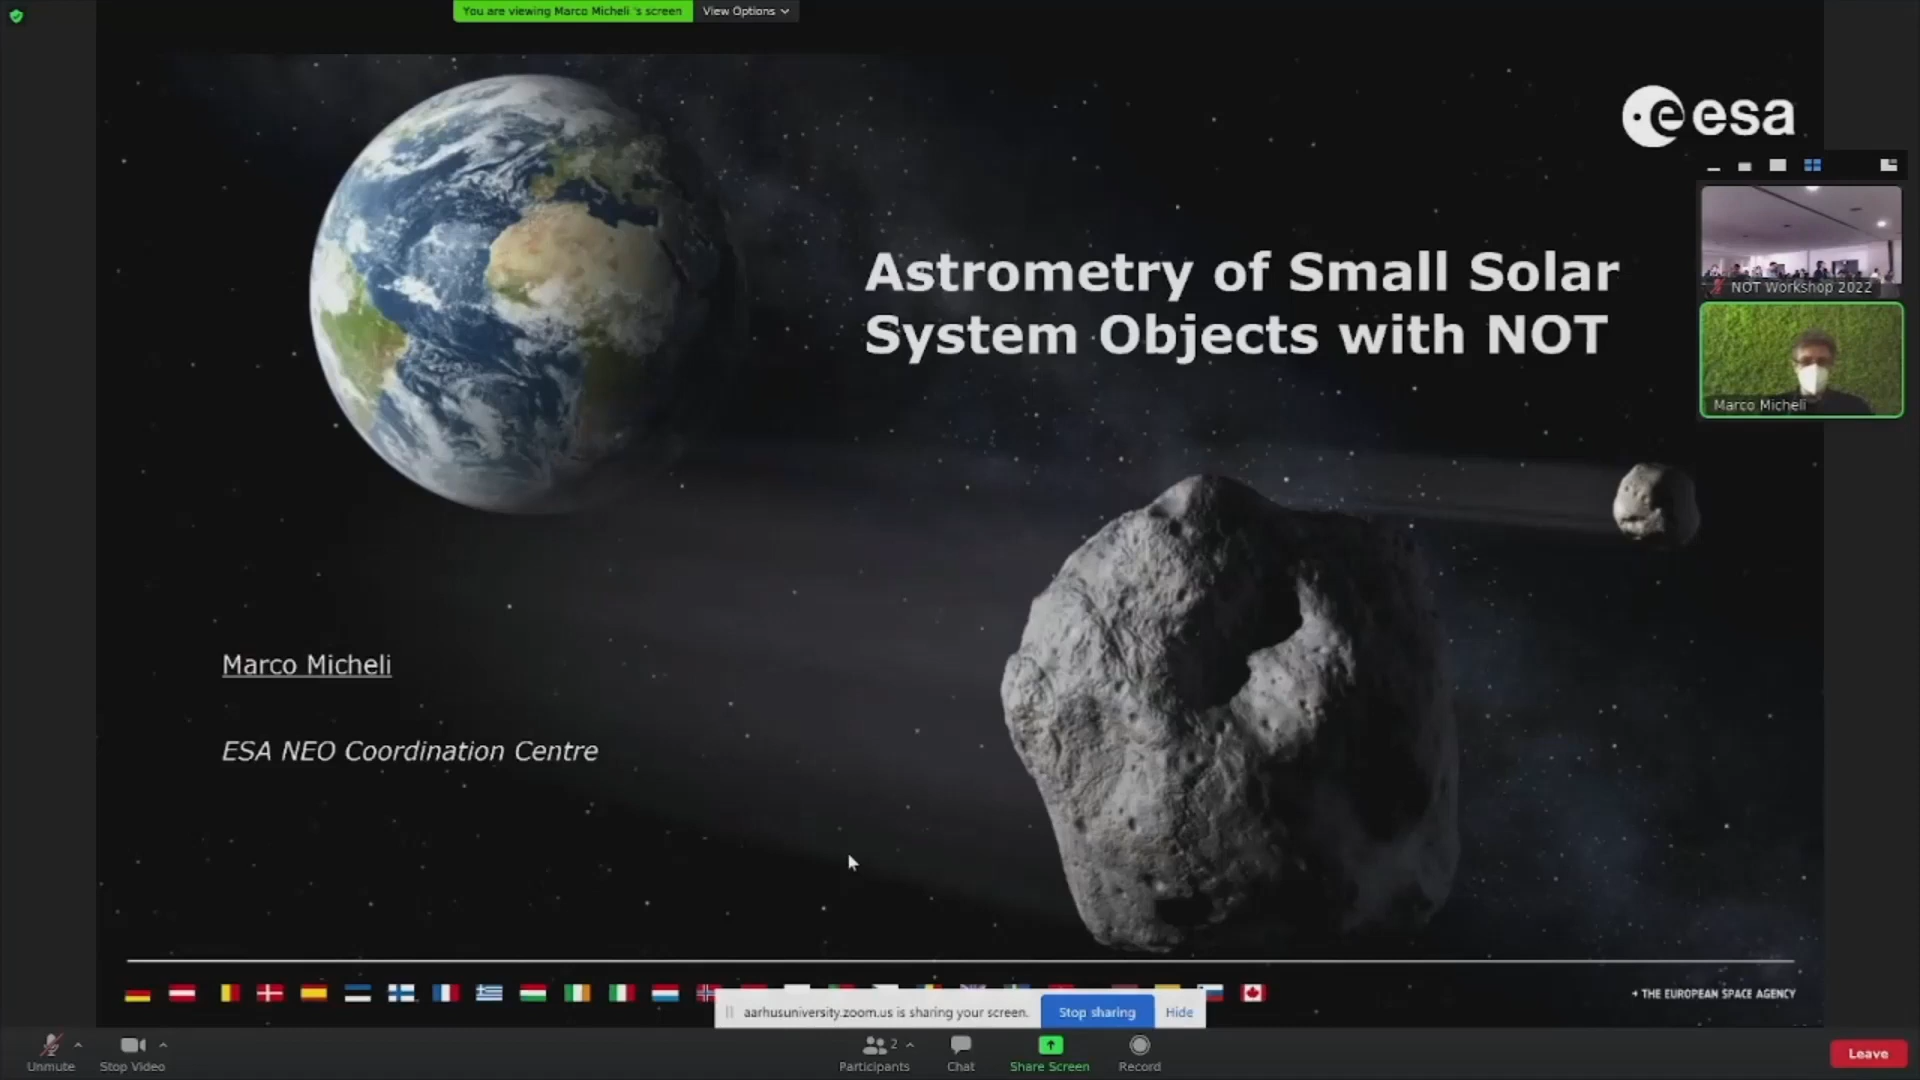 You are viewing Marco Micheli 's screen
View Options
esa
Astrometry of Small Solar
System Objects with NOT
NOT Workshop 2022
Marco Micheli
Marco Micheli
ESA NEO Coordination Centre
→ THE EUROPEAN SPACE AGENCY
aarhusuniversity.zoom.us is sharing your screen.
Stop sharing
Hide
Unmute
Stop Video
2
Participants
Chat
Share Screen
Record
Leave